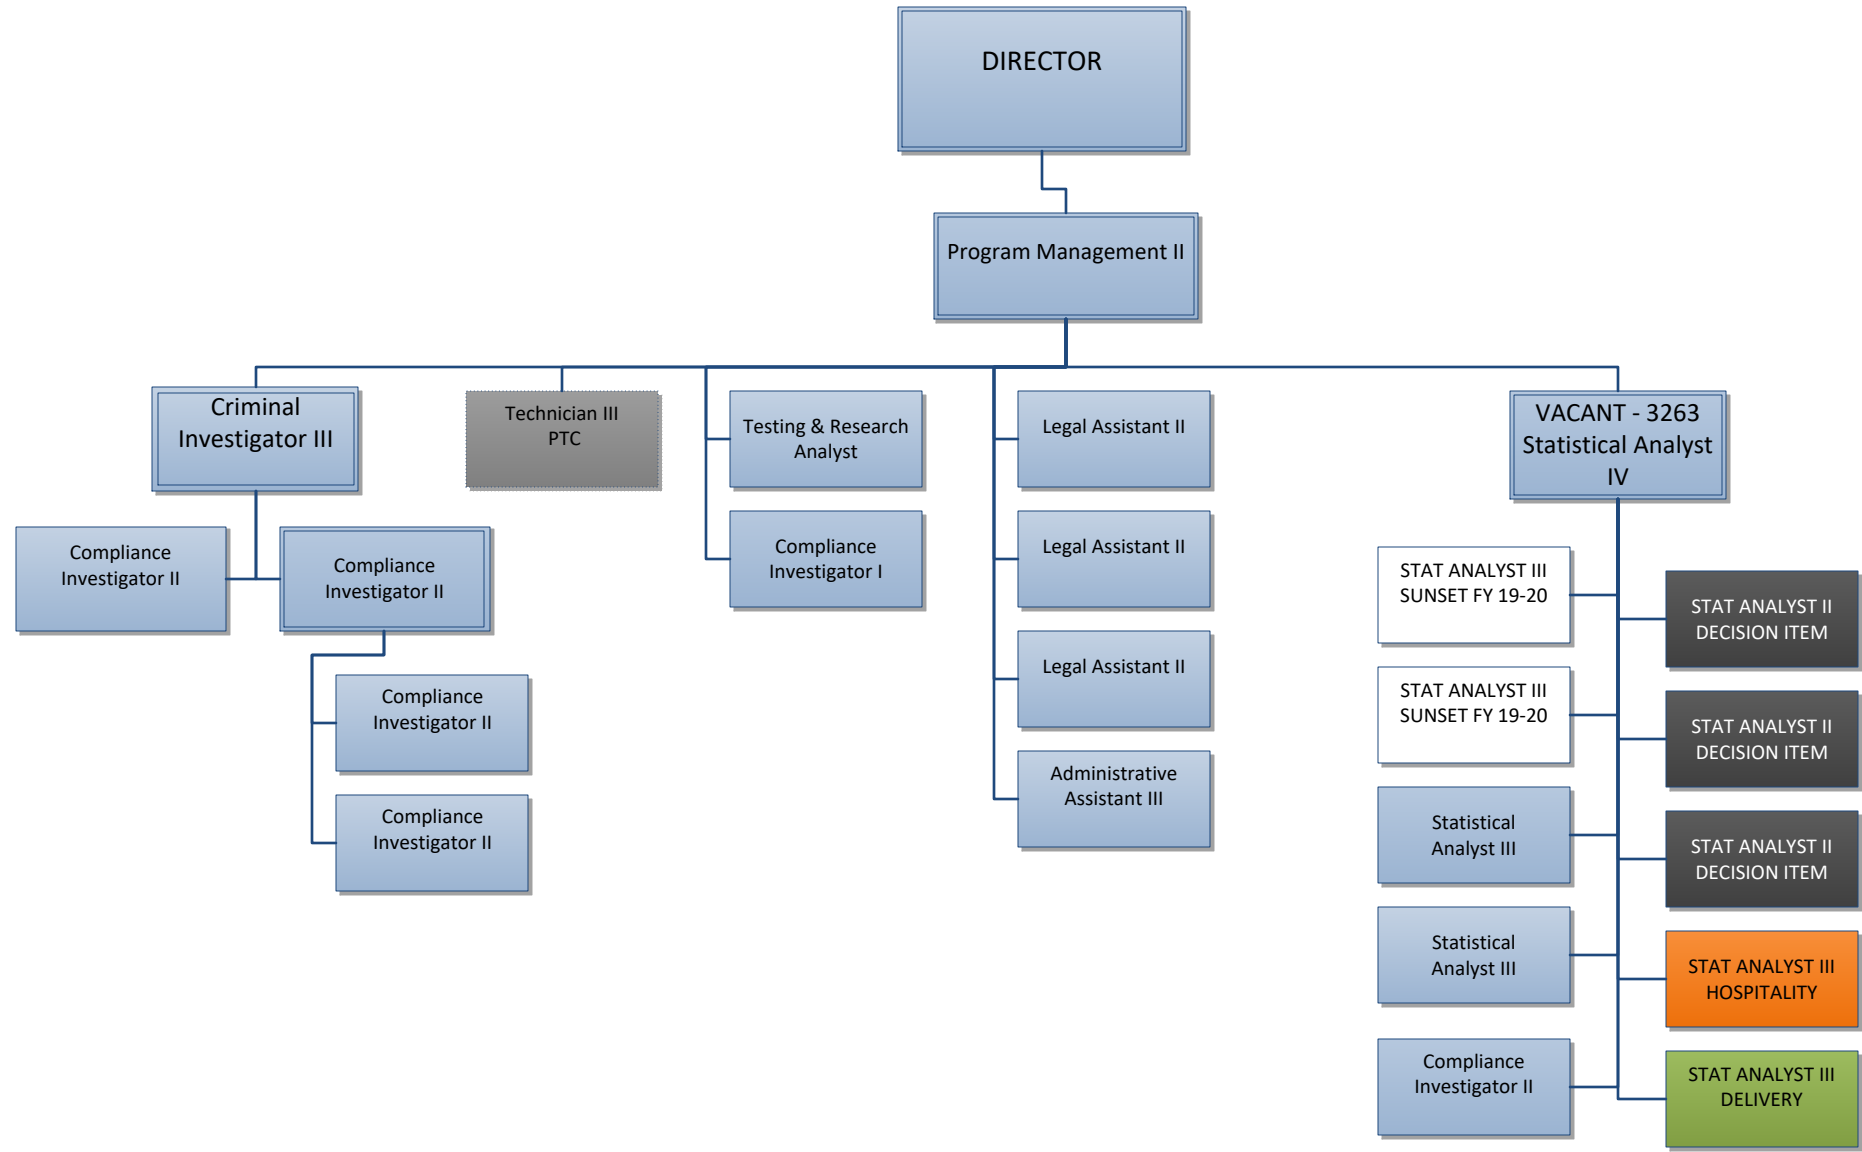 DIRECTOR
Program Management II
Criminal
Investigator III
Technician III
PTC
Testing & Research
Analyst
Legal Assistant II
VACANT - 3263
Statistical Analyst
IV
Compliance
Investigator II
Compliance
Investigator II
Compliance
Investigator II
Compliance
Investigator II
Compliance
Investigator I
Legal Assistant II
Legal Assistant II
Administrative
Assistant III
STAT ANALYST III
SUNSET FY 19-20
STAT ANALYST III
SUNSET FY 19-20
Statistical
Analyst III
Statistical
Analyst III
Compliance
Investigator II
STAT ANALYST II
DECISION ITEM
STAT ANALYST II
DECISION ITEM
STAT ANALYST II
DECISION ITEM
STAT ANALYST III
HOSPITALITY
STAT ANALYST III
DELIVERY